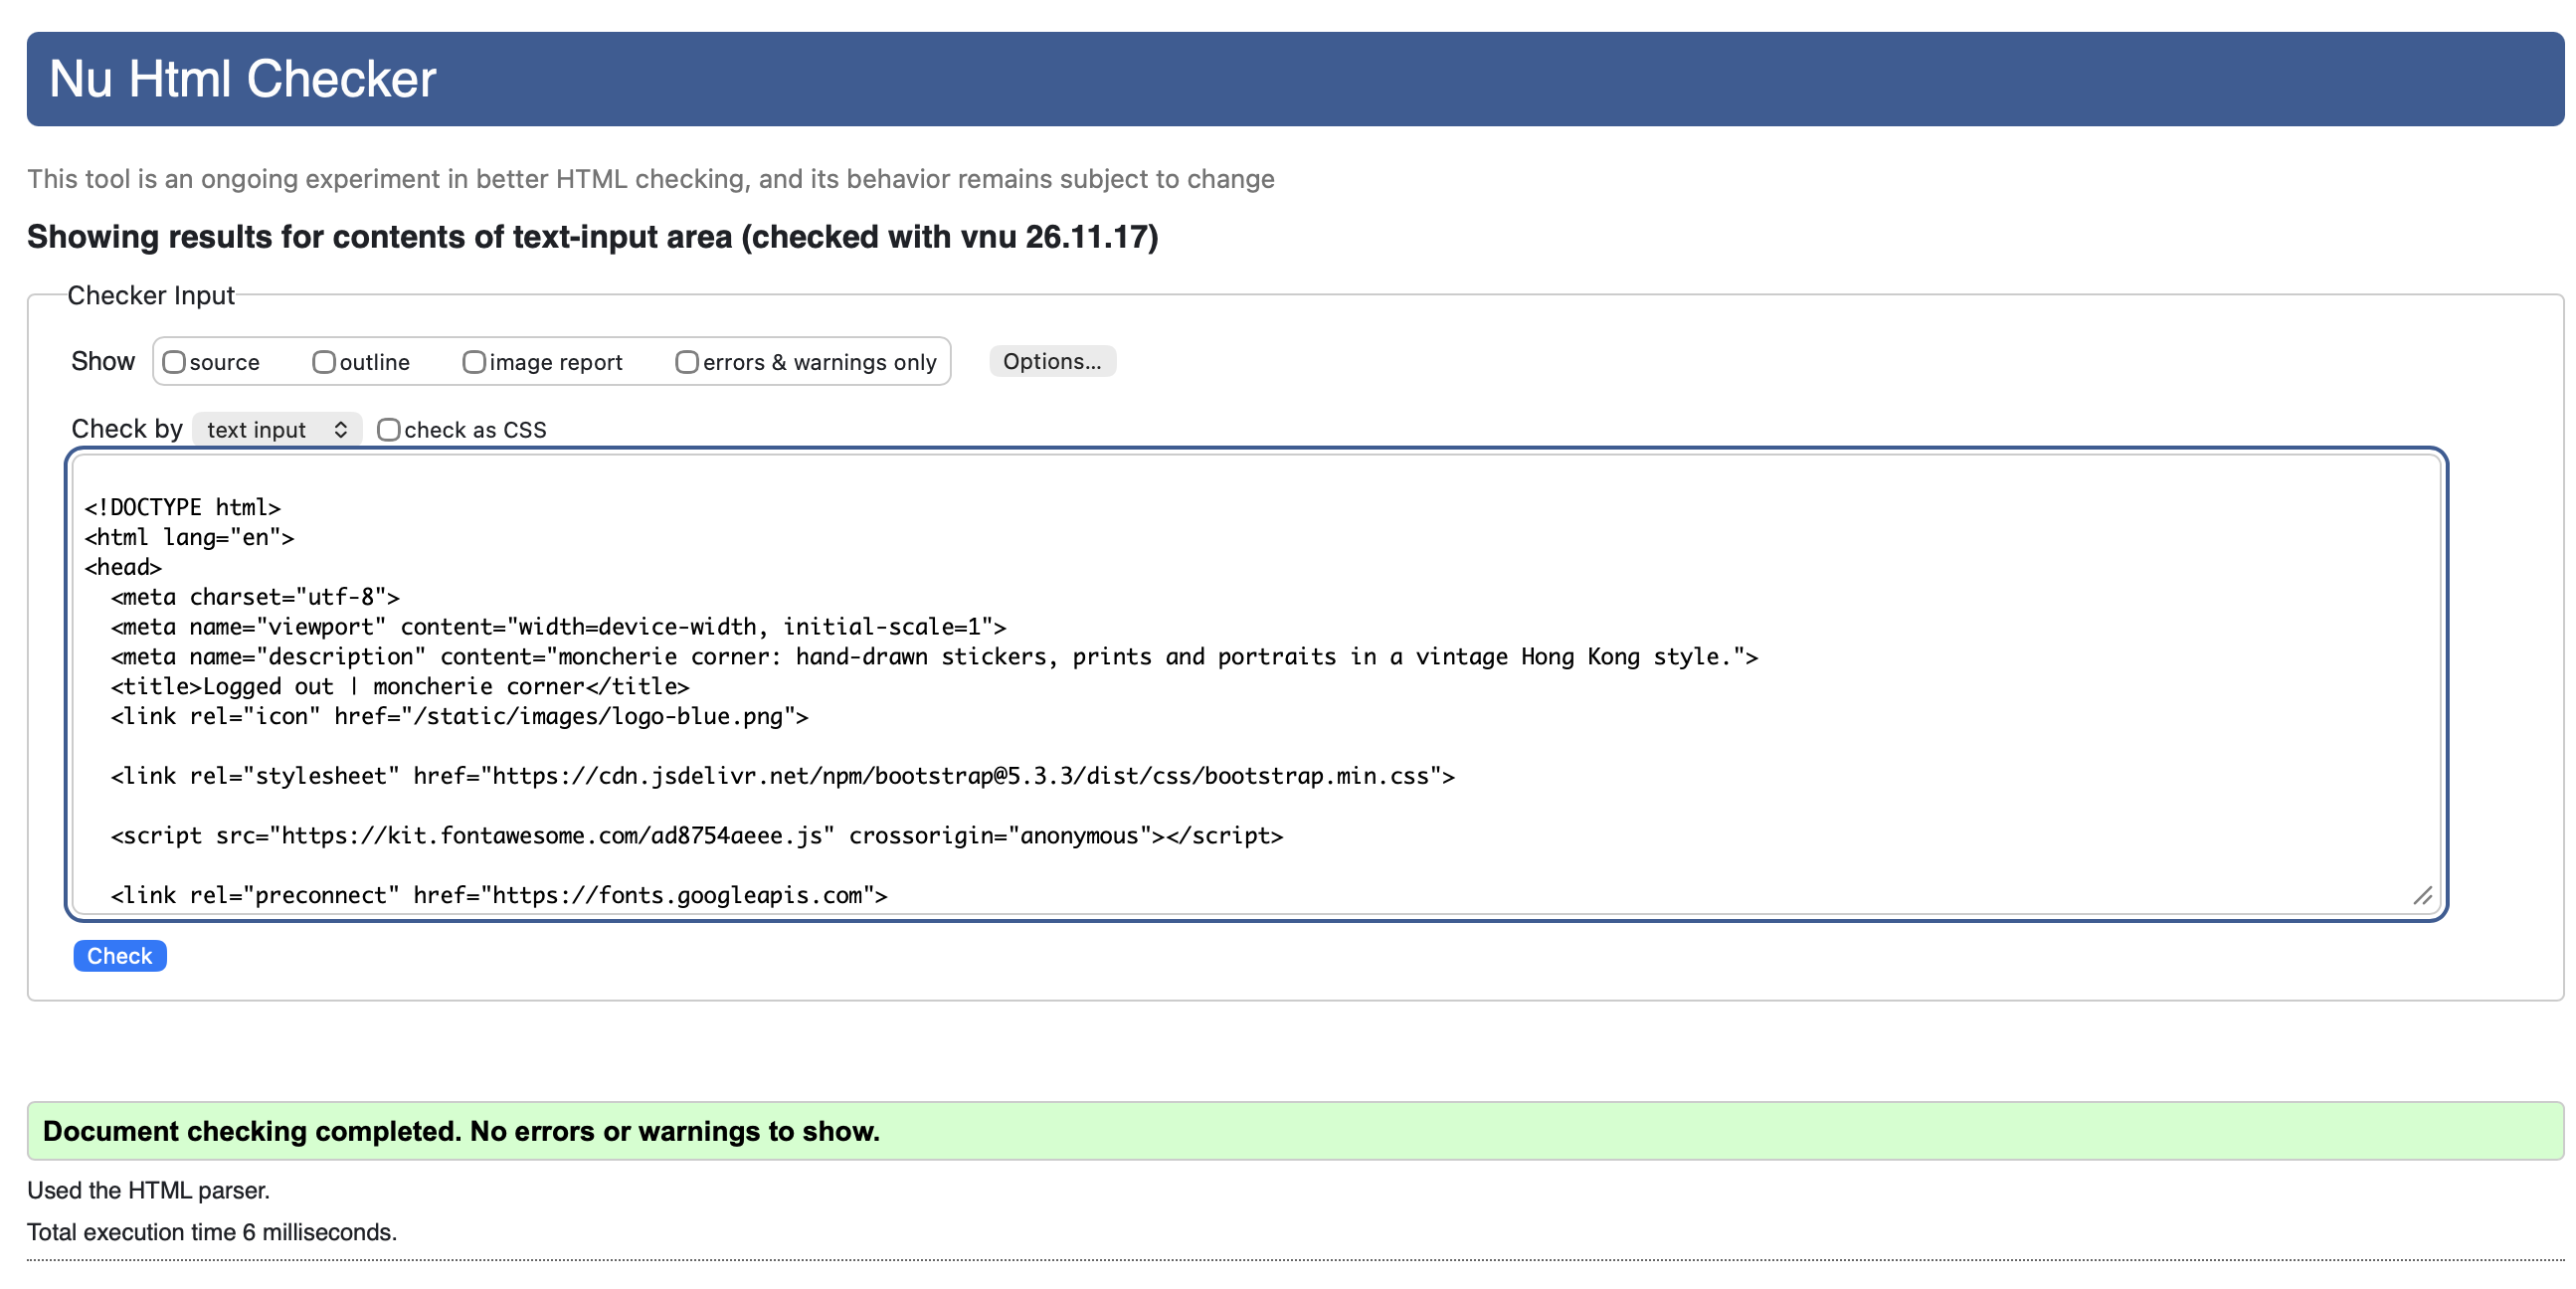 Nu Html Checker
This tool is an ongoing experiment in better HTML checking, and its behavior remains subject to change
Showing results for contents of text-input area (checked with vnu 26.11.17)
Checker Input
Show source outline image report errors & warnings only Options...
Check by text input check as CSS
<!DOCTYPE html>
<html lang="en">
<head>
  <meta charset="utf-8">
  <meta name="viewport" content="width=device-width, initial-scale=1">
  <meta name="description" content="moncherie corner: hand-drawn stickers, prints and portraits in a vintage Hong Kong style.">
  <title>Logged out | moncherie corner</title>
  <link rel="icon" href="/static/images/logo-blue.png">
  <link rel="stylesheet" href="https://cdn.jsdelivr.net/npm/bootstrap@5.3.3/dist/css/bootstrap.min.css">
  <script src="https://kit.fontawesome.com/ad8754aeee.js" crossorigin="anonymous"></script>
  <link rel="preconnect" href="https://fonts.googleapis.com">
Check
Document checking completed. No errors or warnings to show.
Used the HTML parser.
Total execution time 6 milliseconds.